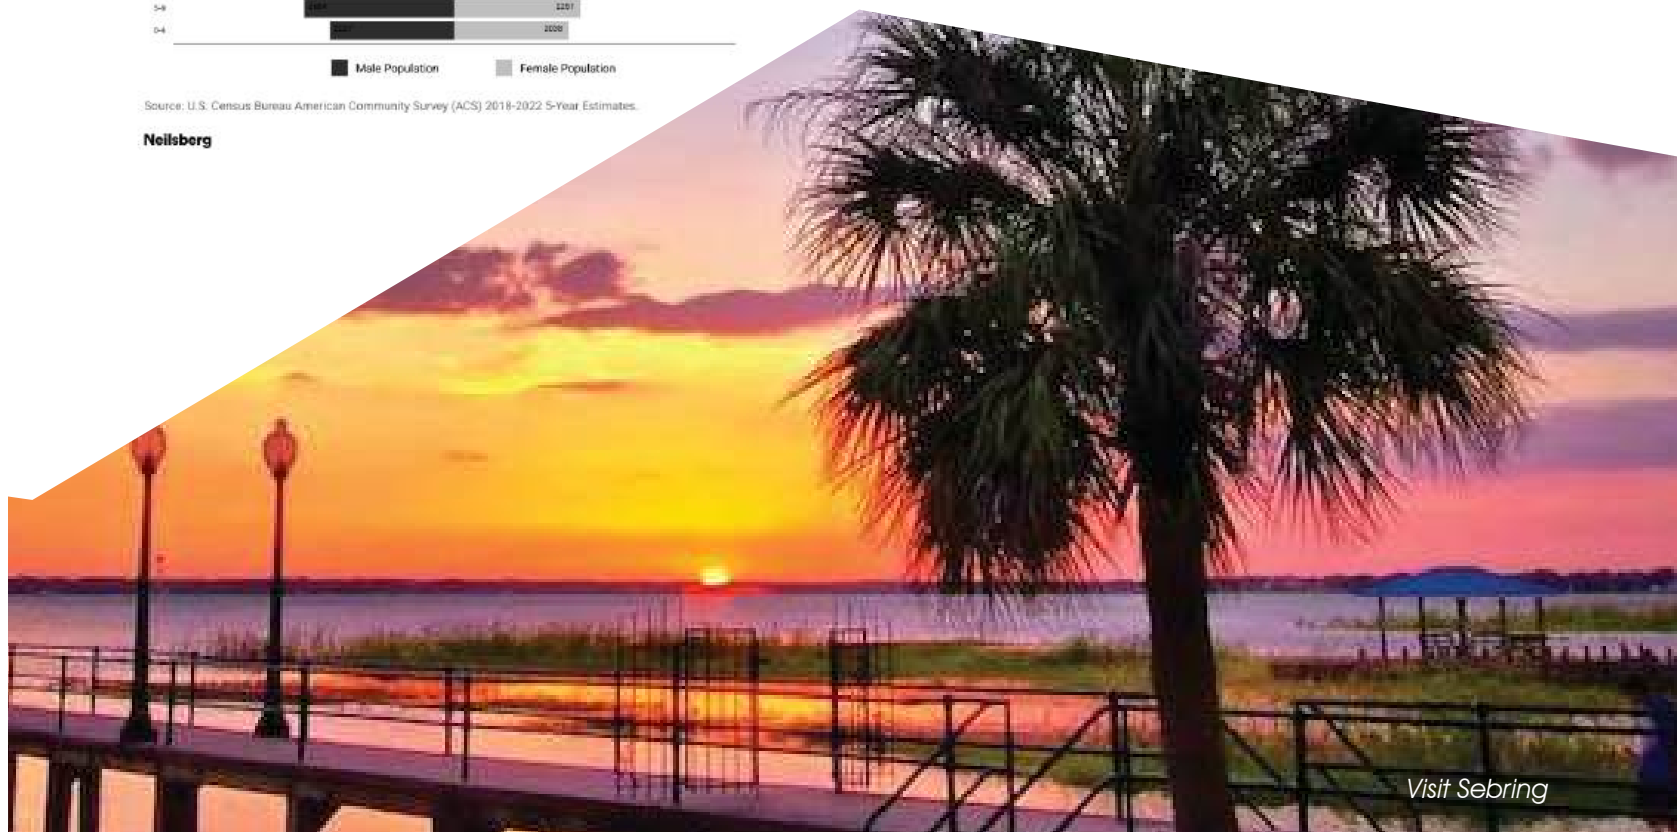 5-9
2251
0-4
Male Population Female Population
Source: U.S. Census Bureau American Community Survey (ACS) 2018-2022 5-Year Estimates.
Neilsberg
Visit Sebring